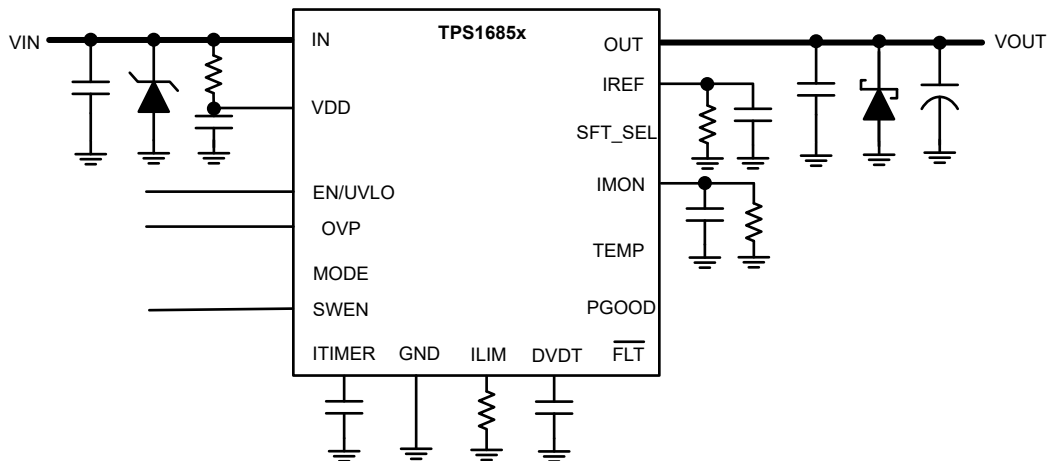 TPS1685x
VIN
IN
OUT
VOUT
IREF
VDD
SFT_SEL
EN/UVLO
IMON
OVP
TEMP
MODE
SWEN
PGOOD
ITIMER GND ILIM DVDT FLT